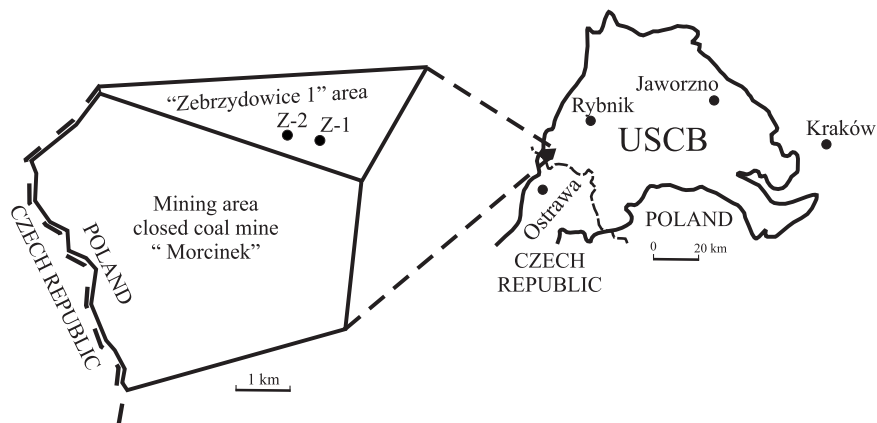 “Zebrzydowice 1” area
Z-2
Z-1
Mining area
closed coal mine
“ Morcinek”
POLAND
CZECH REPUBLIC
1 km
Jaworzno
Rybnik
Kraków
USCB
Ostrawa
POLAND
0 20 km
CZECH
REPUBLIC